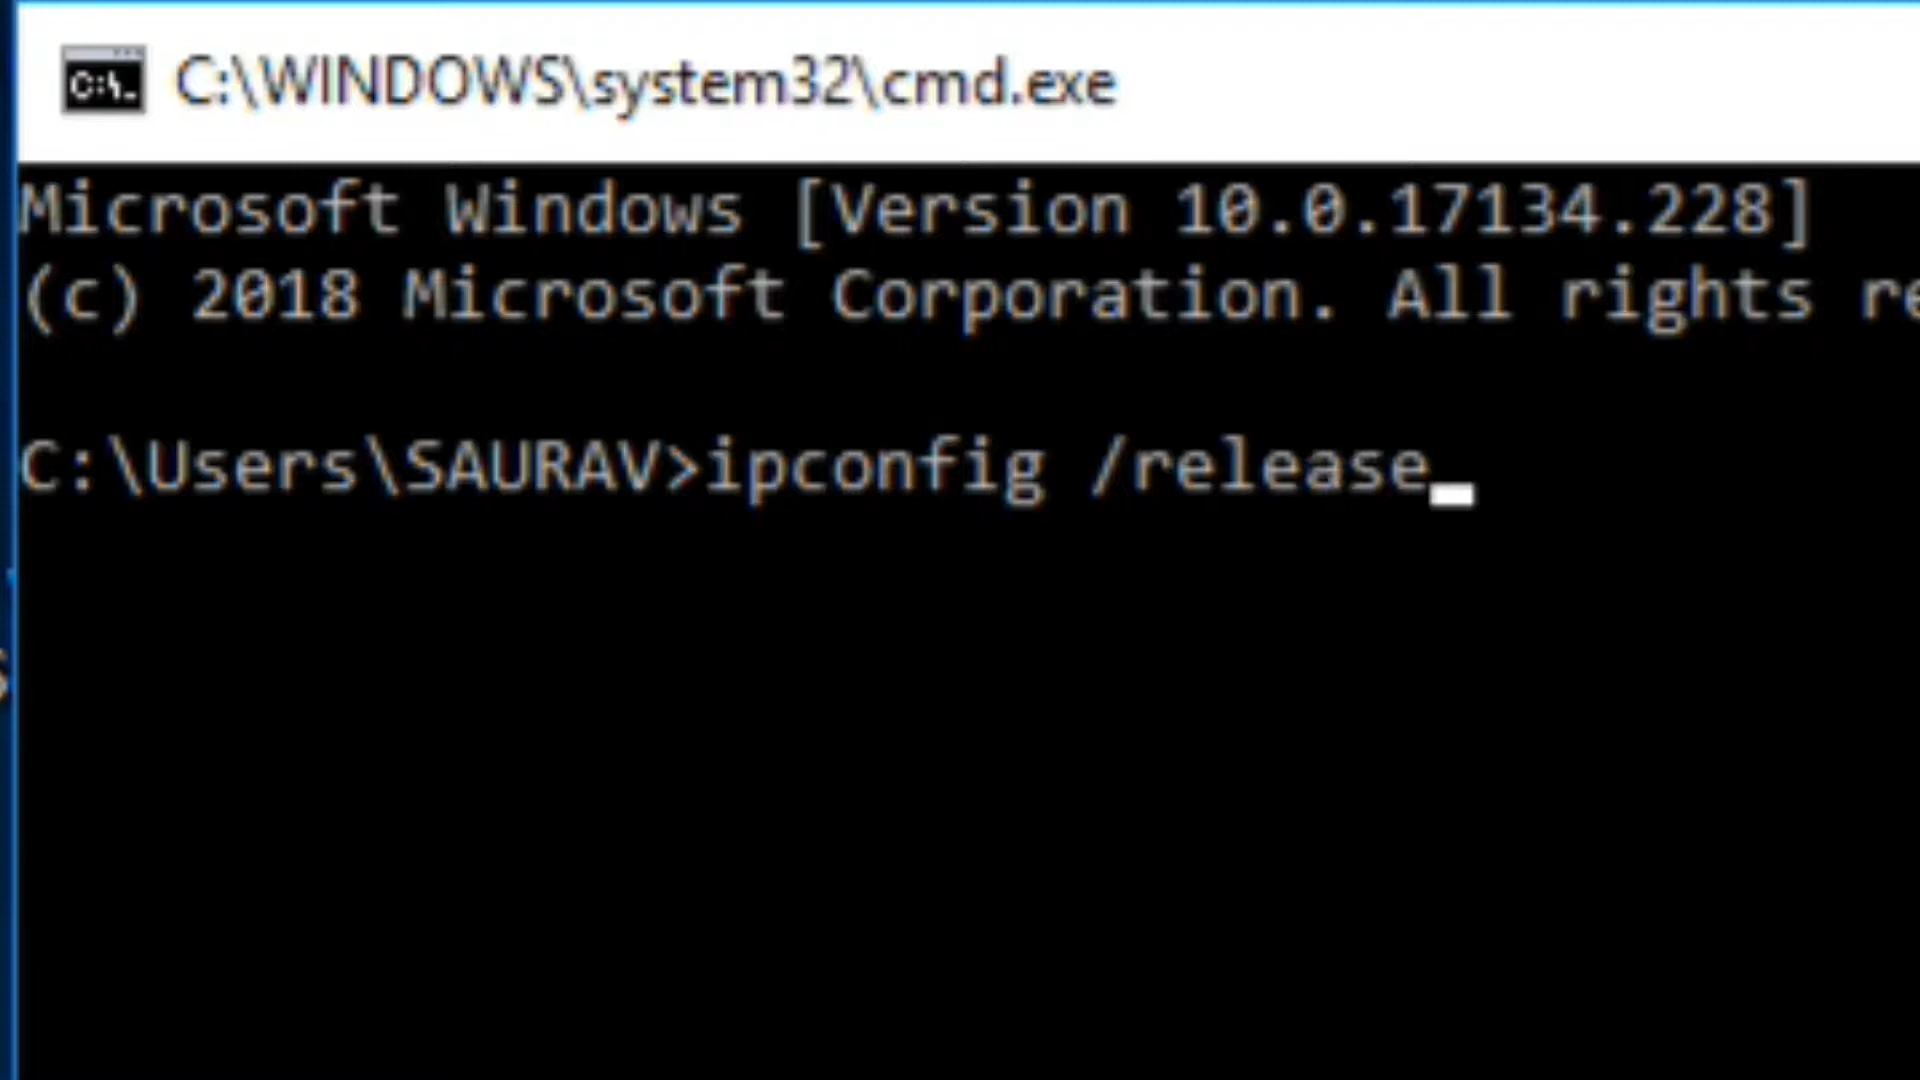 C:\WINDOWS\system32\cmd.exe
Microsoft Windows [Version 10.0.17134.228]
(c) 2018 Microsoft Corporation. All rights re
C:\Users\SAURAV>ipconfig /release